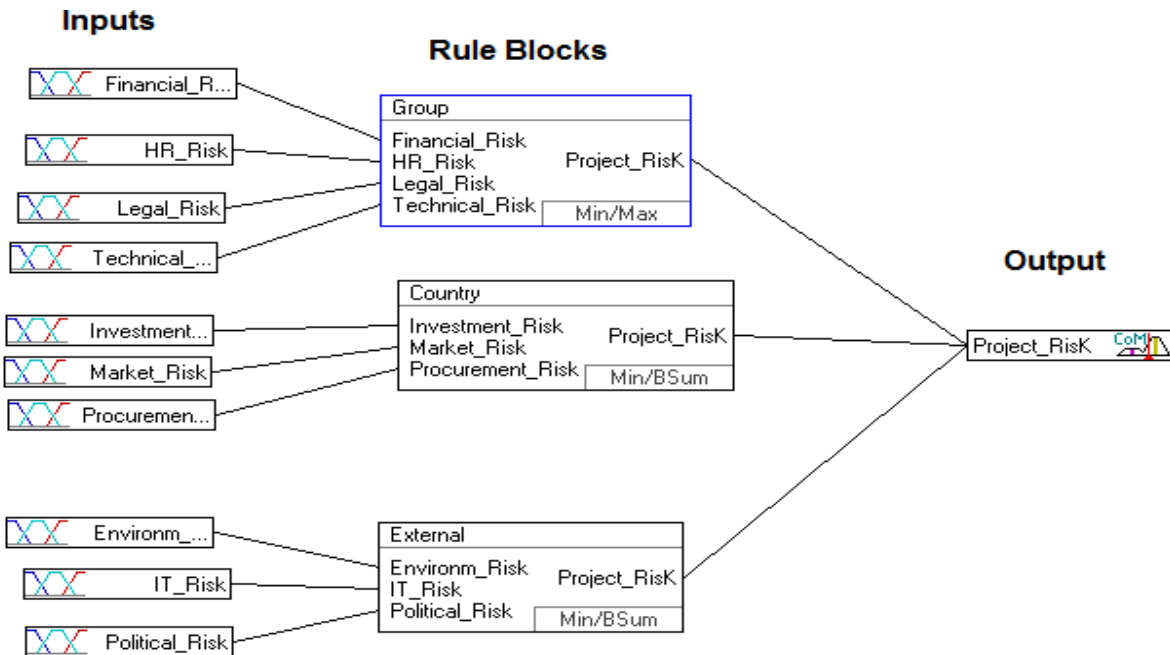 Inputs
Rule Blocks
Financial_R...
HR_Risk
Legal_Risk
Technical_...
Group
Financial_Risk
HR_Risk
Legal_Risk
Technical_Risk
Project_RisK
Min/Max
Investment...
Market_Risk
Procuremen...
Country
Investment_Risk
Market_Risk
Procurement_Risk
Project_RisK
Min/BSum
Environm_...
IT_Risk
Political_Risk
External
Environm_Risk
IT_Risk
Political_Risk
Project_RisK
Min/BSum
Output
Project_RisK
CoM